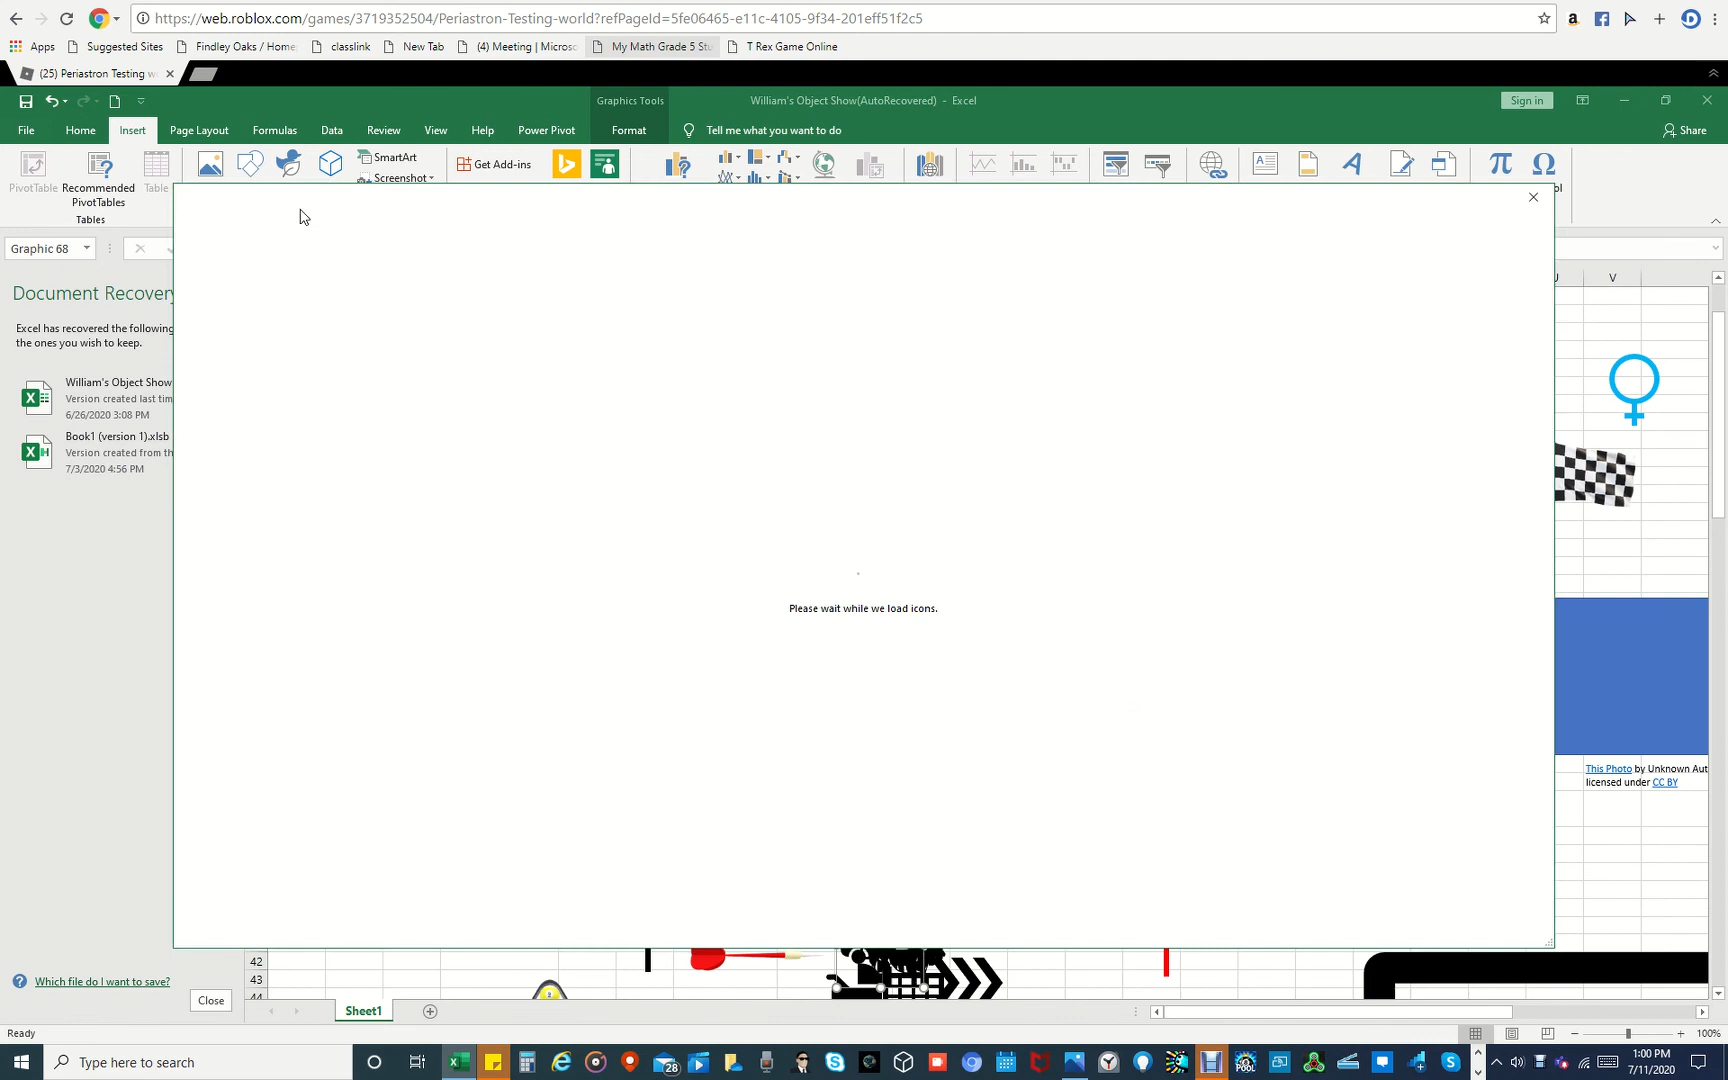 https://web.roblox.com/games/3719352504/Periastron-Testing-world?refPageId=5fe06465-e11c-4105-9f34-201eff51f2c5
Apps Suggested Sites Findley Oaks / Home classlink New Tab (4) Meeting | Micros My Math Grade 5 Stu T Rex Game Online
(25) Periastron Testing w
Graphics Tools William's Object Show(AutoRecovered) - Excel Sign in
File Home Insert Page Layout Formulas Data Review View Help Power Pivot Format Tell me what you want to do Share
PivotTable Recommended PivotTables Table SmartArt Screenshot Get Add-ins
Tables
Graphic 68
Document Recovery
Excel has recovered the following
the ones you wish to keep.
William's Object Show
Version created last tim
6/26/2020 3:08 PM
Book1 (version 1).xlsb
Version created from th
7/3/2020 4:56 PM
U V
Please wait while we load icons.
This Photo by Unknown Aut
licensed under CC BY
42
43
44
Which file do I want to save?
Close
Sheet1
Ready 100%
Type here to search
28
POOL
1:00 PM
7/11/2020